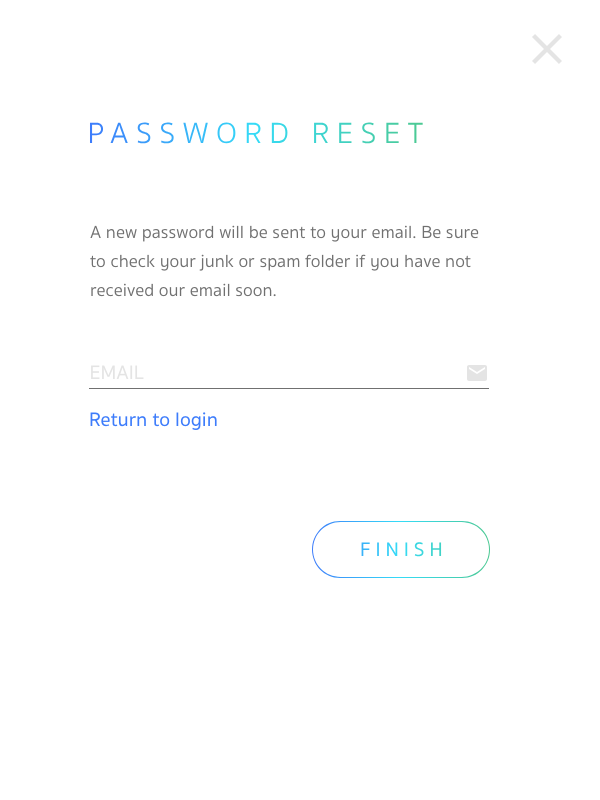 PASSWORD RESET
A new password will be sent to your email. Be sure
to check your junk or spam folder if you have not
received our email soon.
EMAIL
Return to login
FINISH